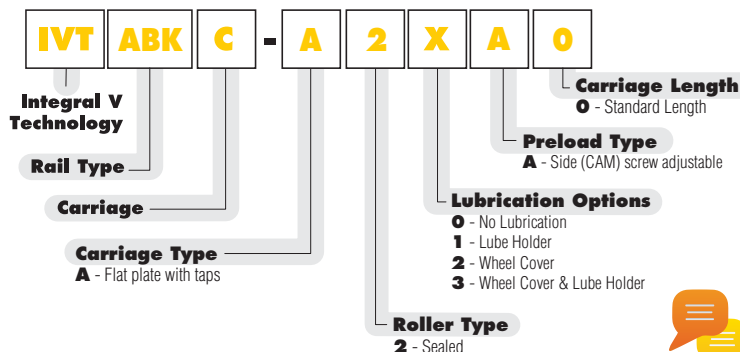 IVT ABK C - A 2 X A 0
Integral V
Technology
Carriage Length
0 - Standard Length
Preload Type
A - Side (CAM) screw adjustable
Rail Type
Lubrication Options
0 - No Lubrication
1 - Lube Holder
2 - Wheel Cover
3 - Wheel Cover & Lube Holder
Carriage
Carriage Type
A - Flat plate with taps
Roller Type
2 - Sealed